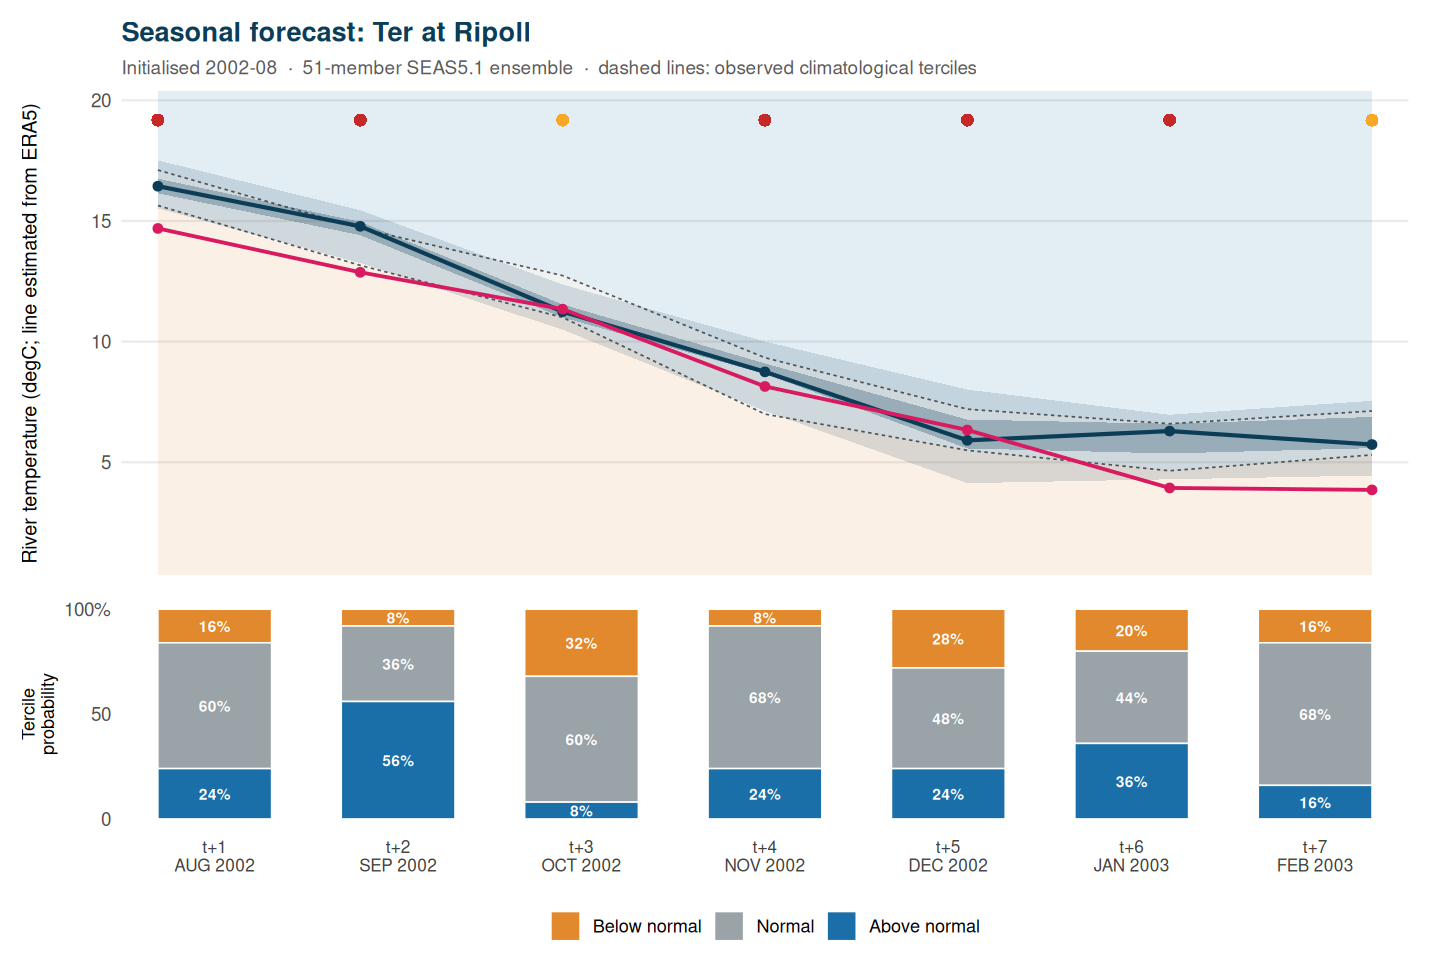 Seasonal forecast: Ter at Ripoll
Initialised 2002-08 · 51-member SEAS5.1 ensemble · dashed lines: observed climatological terciles
River temperature (degC; line estimated from ERA5)
20
15
10
5
Tercile
probability
100%
50
0
16%
60%
24%
8%
36%
56%
32%
60%
8%
8%
68%
24%
28%
48%
24%
20%
44%
36%
16%
68%
16%
t+1
AUG 2002
t+2
SEP 2002
t+3
OCT 2002
t+4
NOV 2002
t+5
DEC 2002
t+6
JAN 2003
t+7
FEB 2003
Below normal
Normal
Above normal